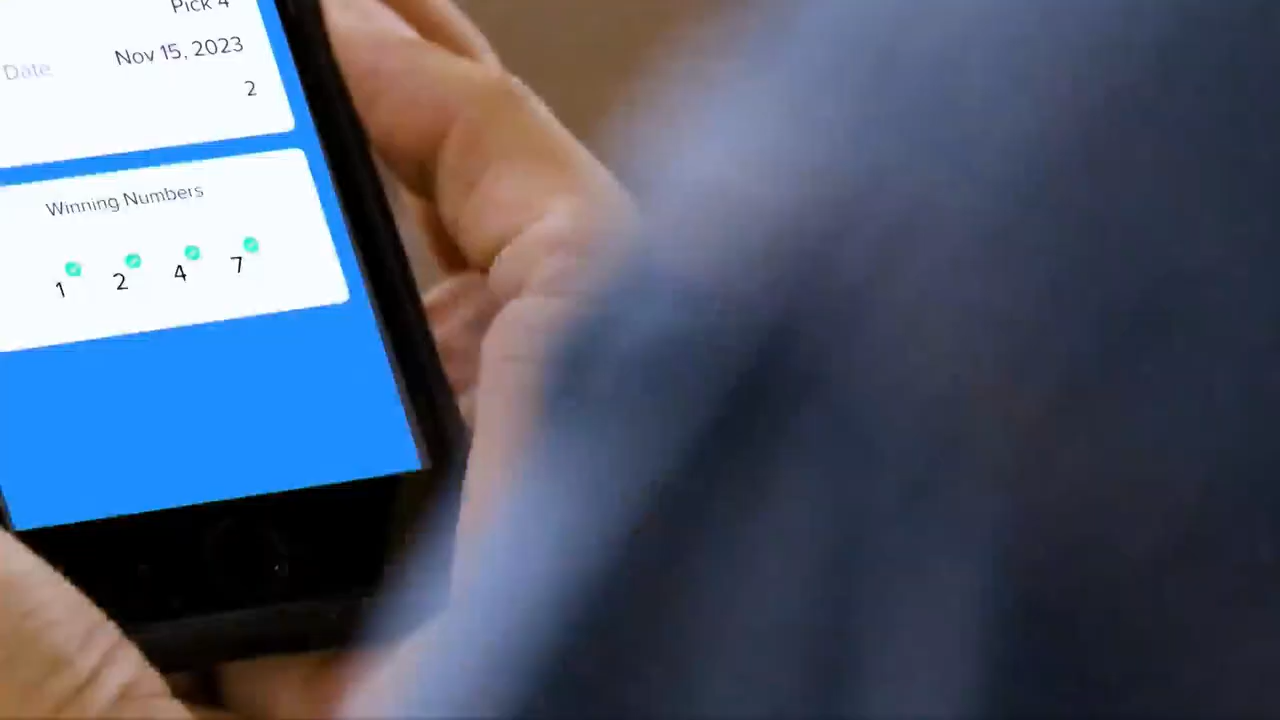 Pick 4
Date Nov 15, 2023
2
Winning Numbers
1 2 4 7